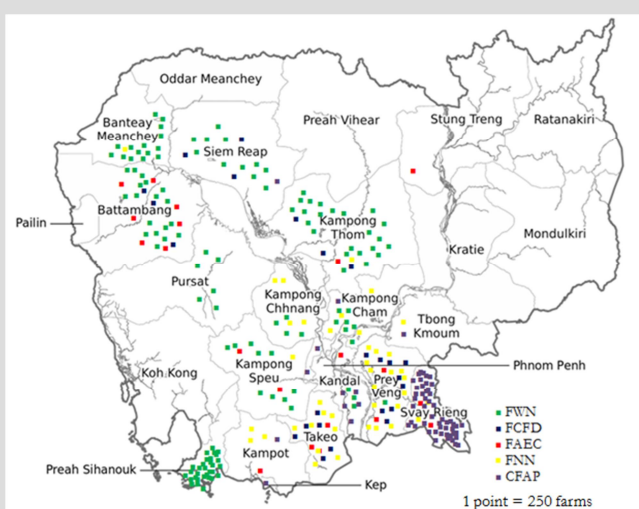 Oddar Meanchey
Preah Vihear
Stung Treng
Ratanakiri
Banteay
Meanchey
Siem Reap
Battambang
Kampong
Thom
Pailin
Mondulkiri
Kratie
Pursat
Kampong
Chhnang
Kampong
Cham
Tbong
Kmoum
Koh Kong
Kampong
Speu
Phnom Penh
Kandal
Prey
Veng
Svay Rieng
Takeo
Kampot
Preah Sihanouk
Kep
FWN
FCFD
FAEC
FNN
CFAP
1 point = 250 farms